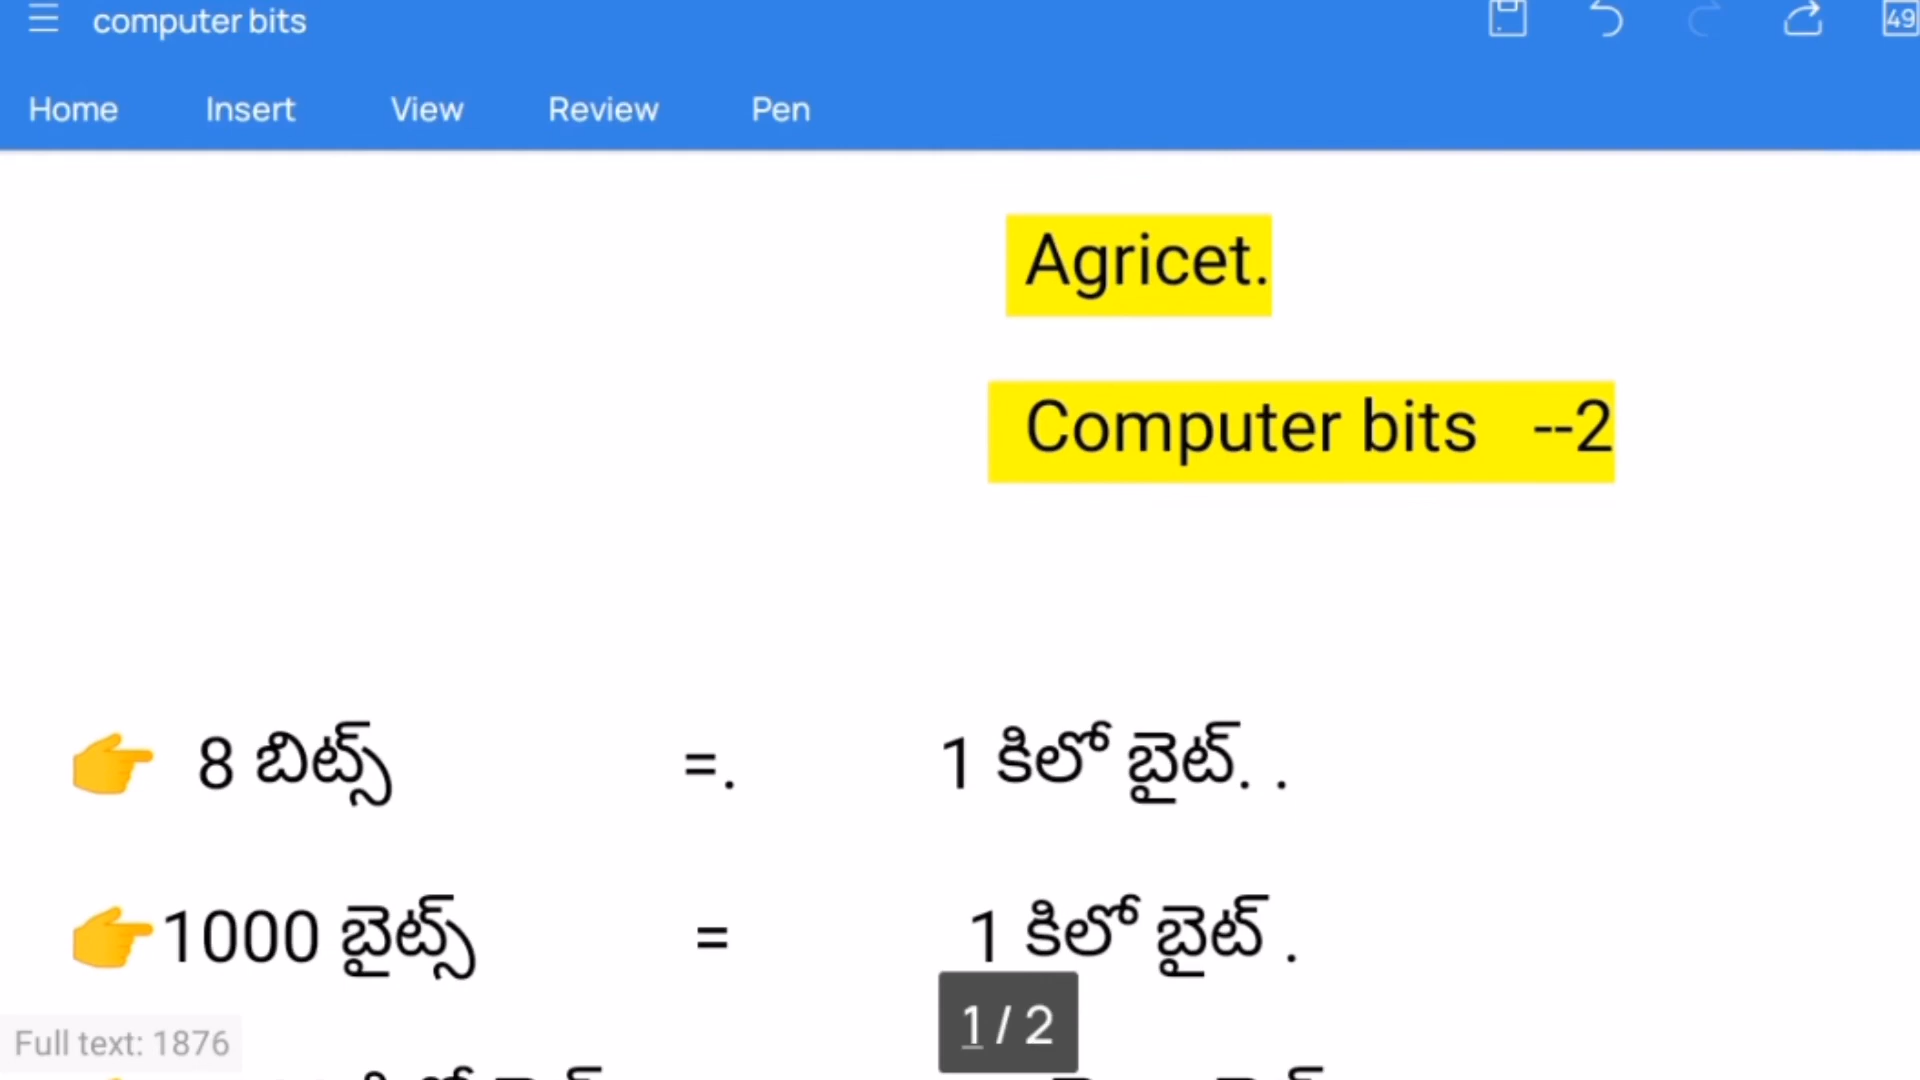 computer bits
49
Home Insert View Review Pen
Agricet.
Computer bits --2
👉 8 బిట్స్ =. 1 కిలో బైట్. .
👉1000 బైట్స్ = 1 కిలో బైట్ .
1 / 2
Full text: 1876